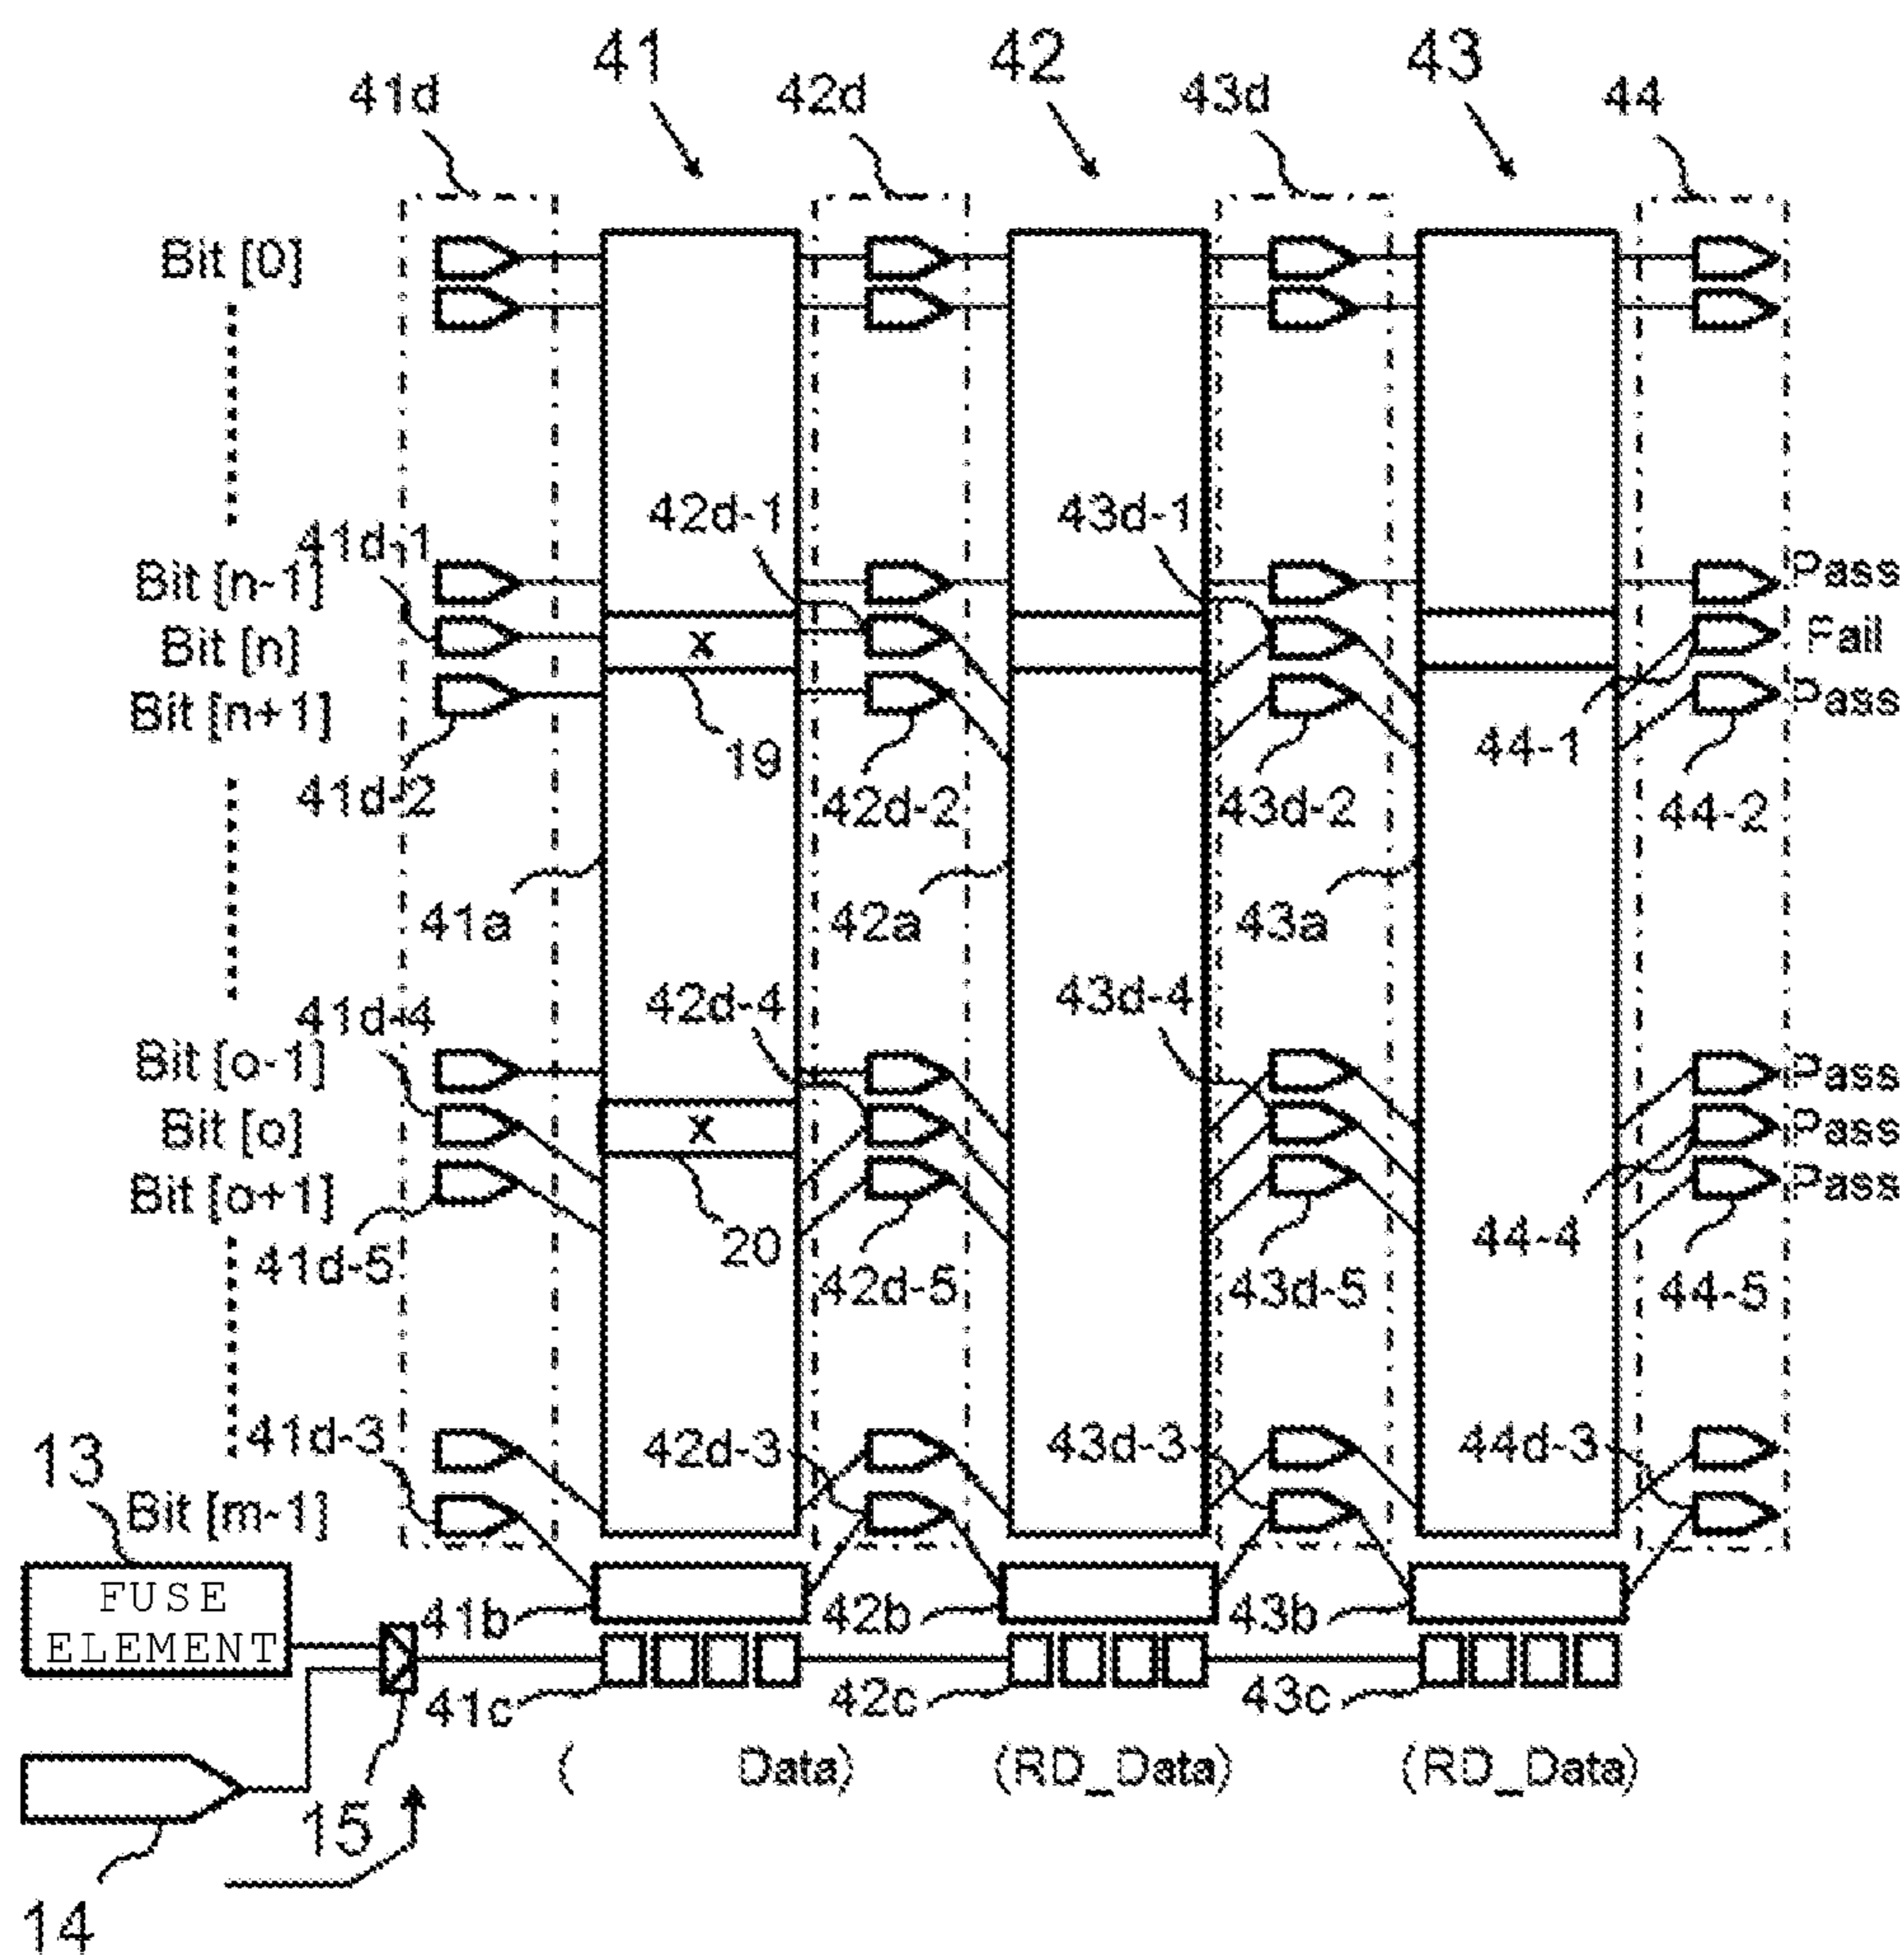 41 42 43
41d 42d 43d 44
Bit [0]
42d-1 43d-1
41d-1
Bit [n-1] Pass
Bit [n] x Fail
Bit [n+1] Pass
19 44-1
41d-2 42d-2 43d-2 44-2
41a 42a 43a
41d-4 42d-4 43d-4
Bit [o-1] Pass
Bit [o] x Pass
Bit [o+1] Pass
20 44-4
41d-5 42d-5 43d-5 44-5
13 41d-3 42d-3 43d-3 44d-3
Bit [m-1]
FUSE
ELEMENT
41b 42b 43b
41c 42c 43c
( Data) (RD_Data) (RD_Data)
15
14